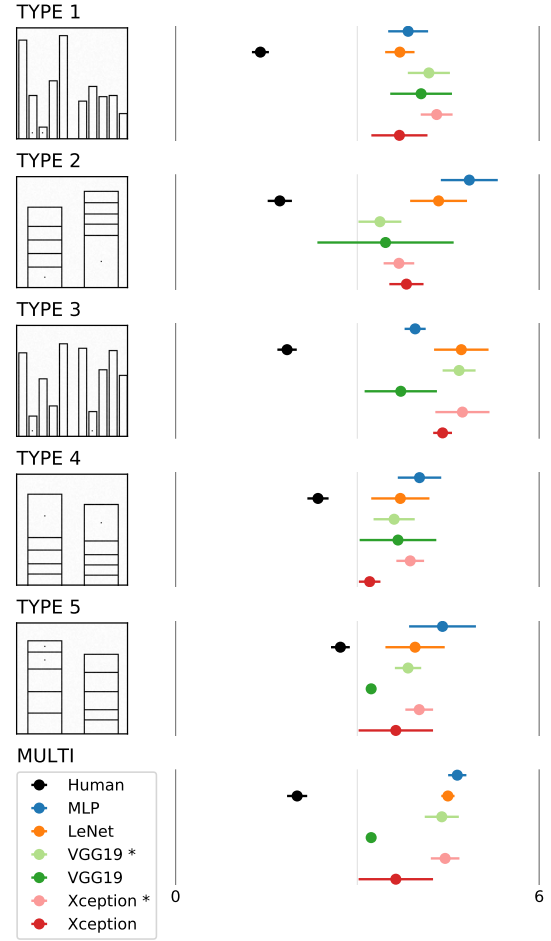 TYPE 1
TYPE 2
TYPE 3
TYPE 4
TYPE 5
MULTI
Human
MLP
LeNet
VGG19 *
VGG19
Xception *
Xception
0
6